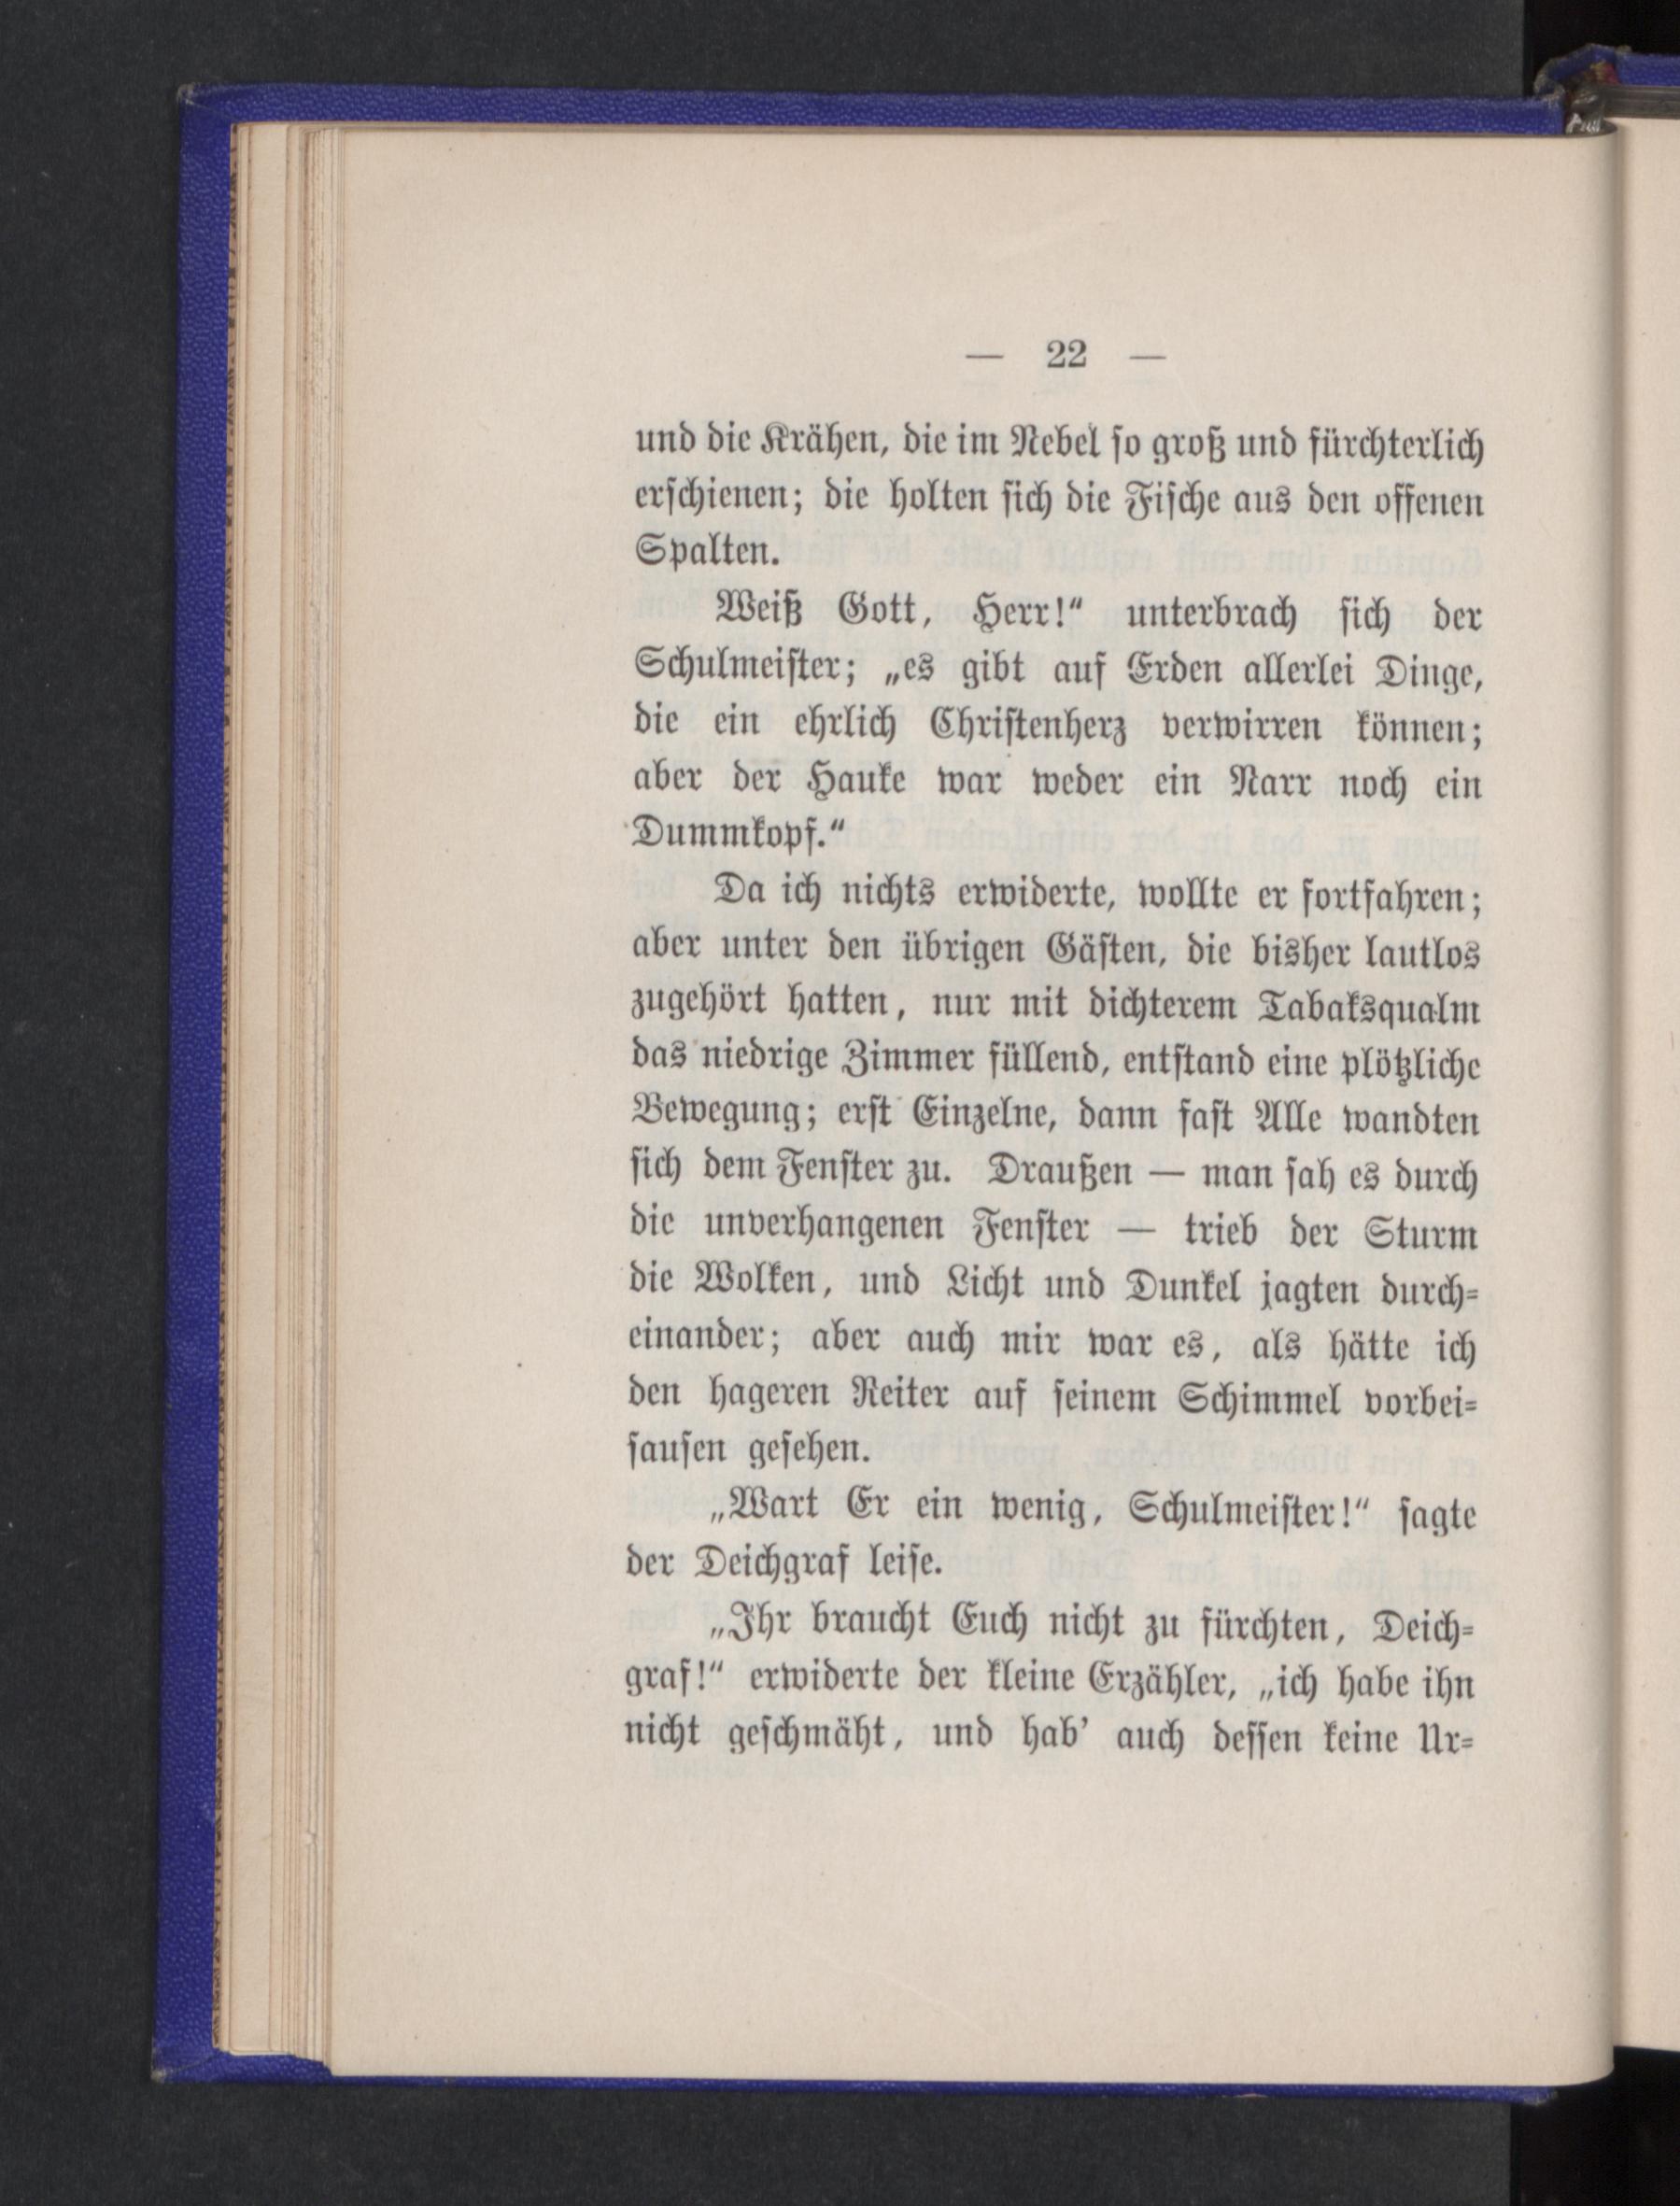 — 22 —
und die Krähen, die im Nebel so groß und fürchterlich
erschienen; die holten sich die Fische aus den offenen
Spalten.
Weiß Gott, Herr!“ unterbrach sich der
Schulmeister; „es gibt auf Erden allerlei Dinge,
die ein ehrlich Christenherz verwirren können;
aber der Hauke war weder ein Narr noch ein
Dummkopf.“
Da ich nichts erwiderte, wollte er fortfahren;
aber unter den übrigen Gästen, die bisher lautlos
zugehört hatten, nur mit dichterem Tabaksqualm
das niedrige Zimmer füllend, entstand eine plötzliche
Bewegung; erst Einzelne, dann fast Alle wandten
sich dem Fenster zu. Draußen — man sah es durch
die unverhangenen Fenster — trieb der Sturm
die Wolken, und Licht und Dunkel jagten durch=
einander; aber auch mir war es, als hätte ich
den hageren Reiter auf seinem Schimmel vorbei=
sausen gesehen.
„Wart Er ein wenig, Schulmeister!“ sagte
der Deichgraf leise.
„Ihr braucht Euch nicht zu fürchten, Deich=
graf!“ erwiderte der kleine Erzähler, „ich habe ihn
nicht geschmäht, und hab’ auch dessen keine Ur=